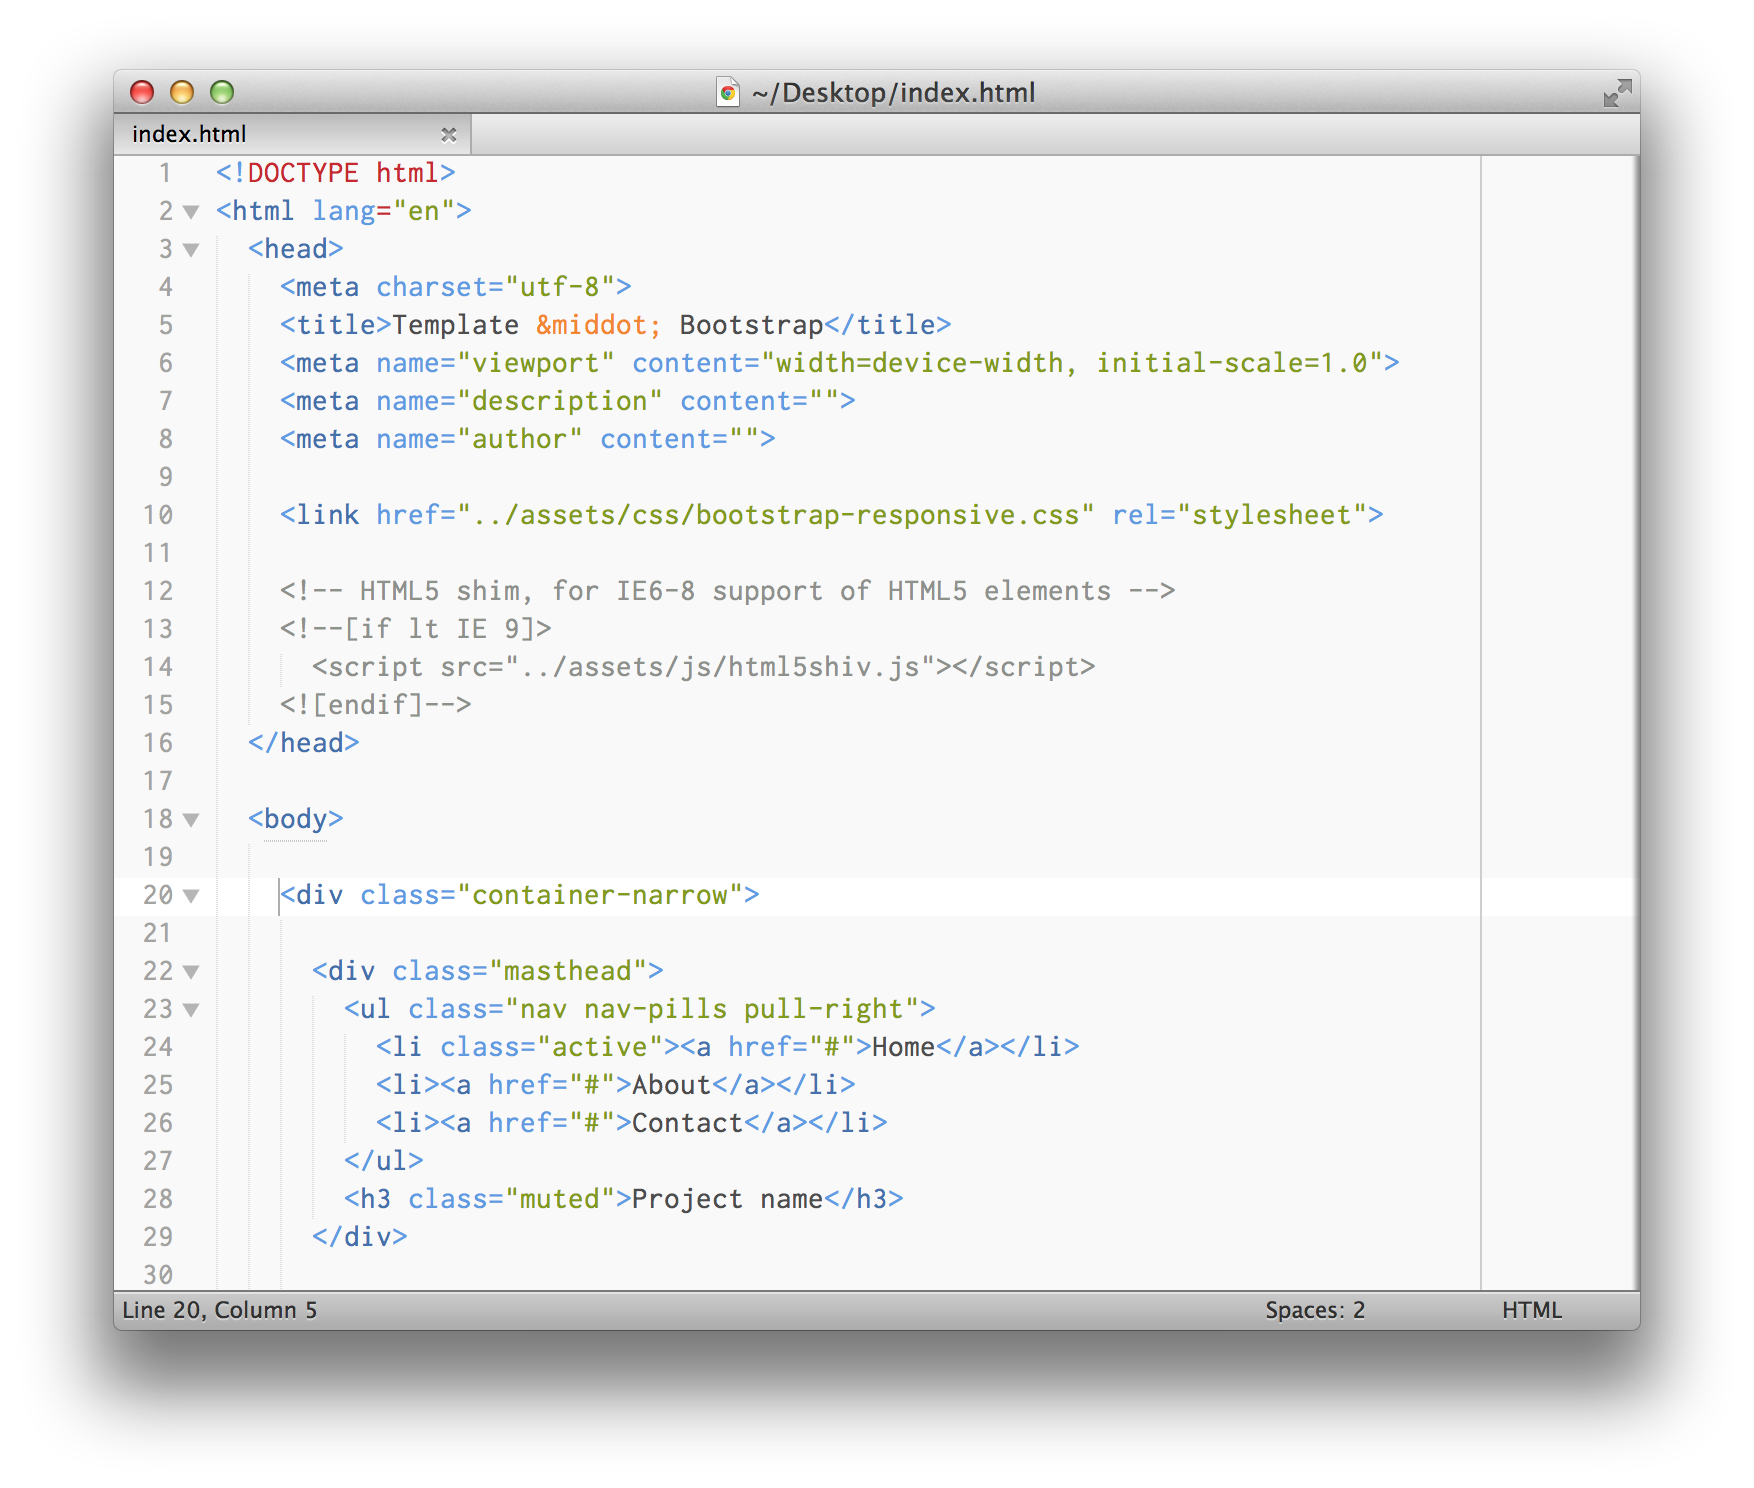 ~/Desktop/index.html
index.html
1 <!DOCTYPE html>
2 <html lang="en">
3 <head>
4 <meta charset="utf-8">
5 <title>Template &middot; Bootstrap</title>
6 <meta name="viewport" content="width=device-width, initial-scale=1.0">
7 <meta name="description" content="">
8 <meta name="author" content="">
9
10 <link href="../assets/css/bootstrap-responsive.css" rel="stylesheet">
11
12 <!-- HTML5 shim, for IE6-8 support of HTML5 elements -->
13 <!--[if lt IE 9]>
14 <script src="../assets/js/html5shiv.js"></script>
15 <![endif]-->
16 </head>
17
18 <body>
19
20 <div class="container-narrow">
21
22 <div class="masthead">
23 <ul class="nav nav-pills pull-right">
24 <li class="active"><a href="#">Home</a></li>
25 <li><a href="#">About</a></li>
26 <li><a href="#">Contact</a></li>
27 </ul>
28 <h3 class="muted">Project name</h3>
29 </div>
30
Line 20, Column 5 Spaces: 2 HTML